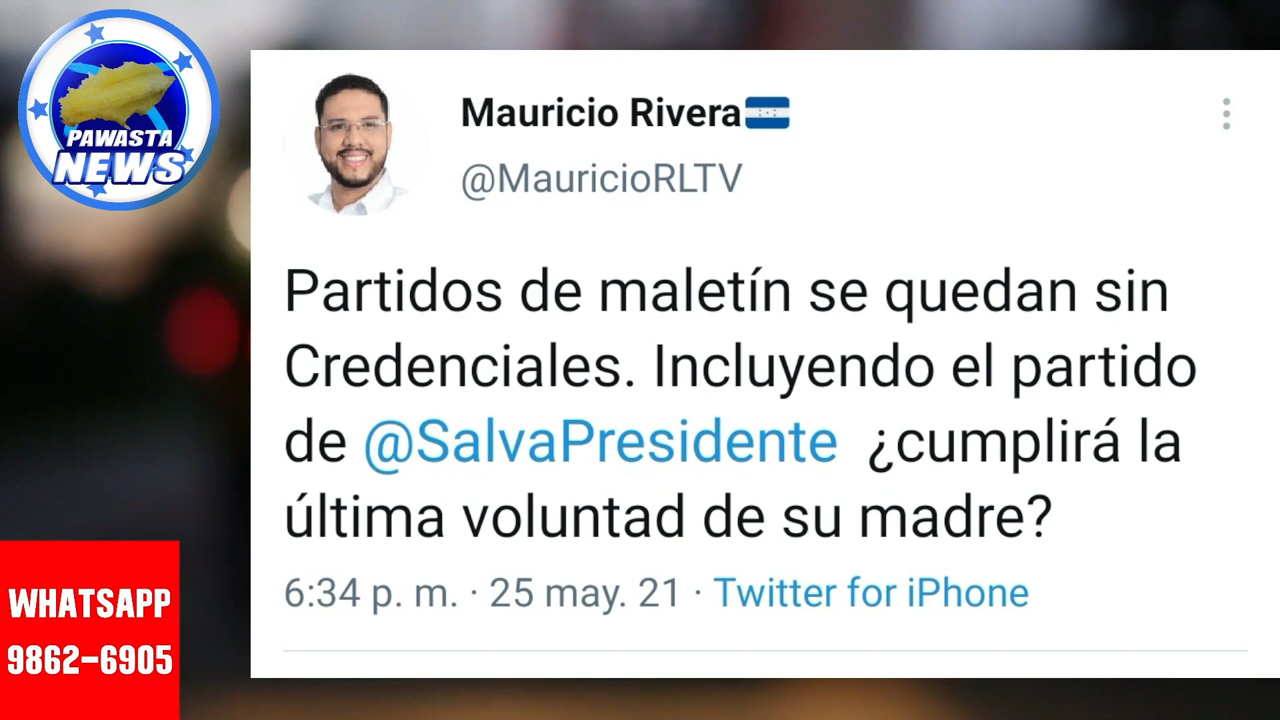 PAWASTA
NEWS
Mauricio Rivera
@MauricioRLTV
Partidos de maletín se quedan sin
Credenciales. Incluyendo el partido
de @SalvaPresidente ¿cumplirá la
última voluntad de su madre?
6:34 p. m. · 25 may. 21 · Twitter for iPhone
WHATSAPP
9862-6905